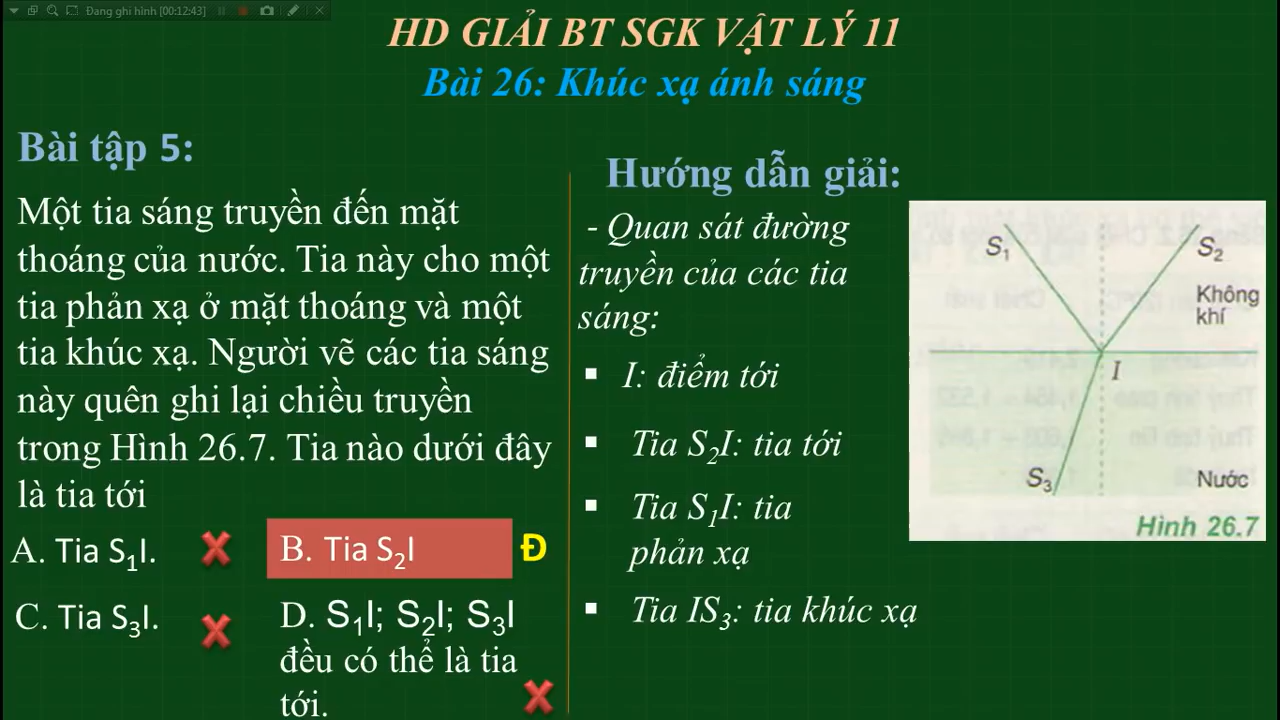 Đang ghi hình [00:12:43]
HD GIẢI BT SGK VẬT LÝ 11
Bài 26: Khúc xạ ánh sáng
Bài tập 5:
Một tia sáng truyền đến mặt
thoáng của nước. Tia này cho một
tia phản xạ ở mặt thoáng và một
tia khúc xạ. Người vẽ các tia sáng
này quên ghi lại chiều truyền
trong Hình 26.7. Tia nào dưới đây
là tia tới
A. Tia S₁I.
B. Tia S₂I
Đ
C. Tia S₃I.
D. S₁I; S₂I; S₃I
đều có thể là tia
tới.
Hướng dẫn giải:
- Quan sát đường
truyền của các tia
sáng:
▪ I: điểm tới
▪ Tia S₂I: tia tới
▪ Tia S₁I: tia
phản xạ
▪ Tia IS₃: tia khúc xạ
S₁
S₂
Không
khí
I
S₃
Nước
Hình 26.7